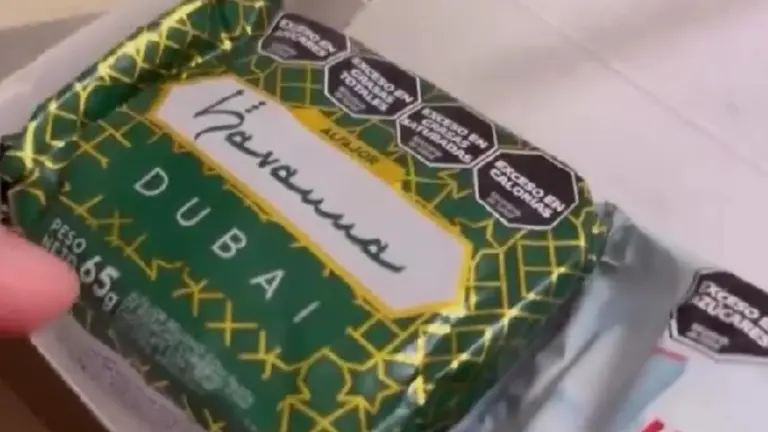 EXCESO EN
AZÚCARES
EXCESO EN
GRASAS
TOTALES
EXCESO EN
GRASAS
SATURADAS
EXCESO EN
CALORÍAS
ALFAJOR
havanna
DUBAI
PESO
NETO 65g
EXCESO EN
AZÚCARES